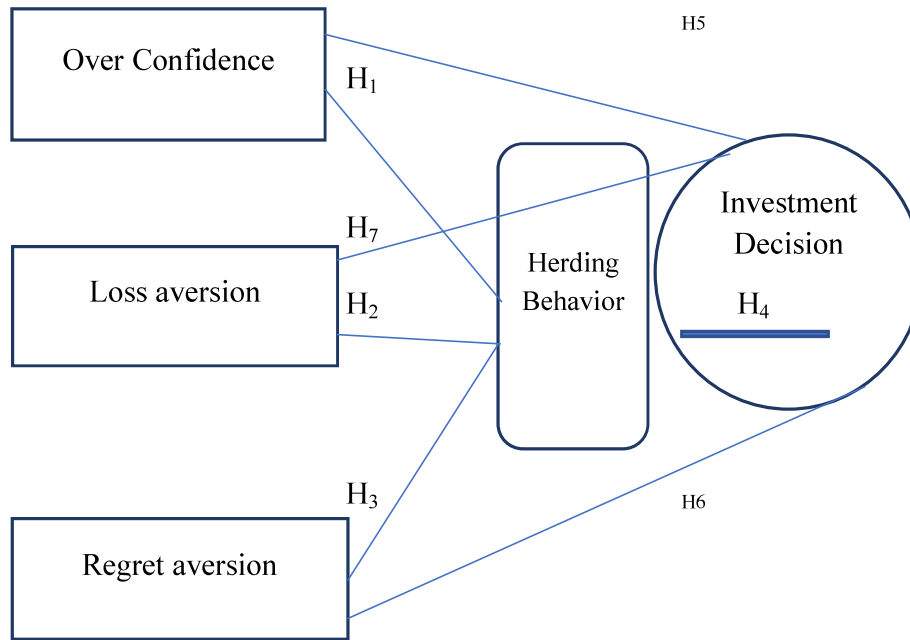 H5
Over Confidence
H₁
Investment
Decision
H₇
Herding
Behavior
Loss aversion
H₂
H₄
H₃
H6
Regret aversion